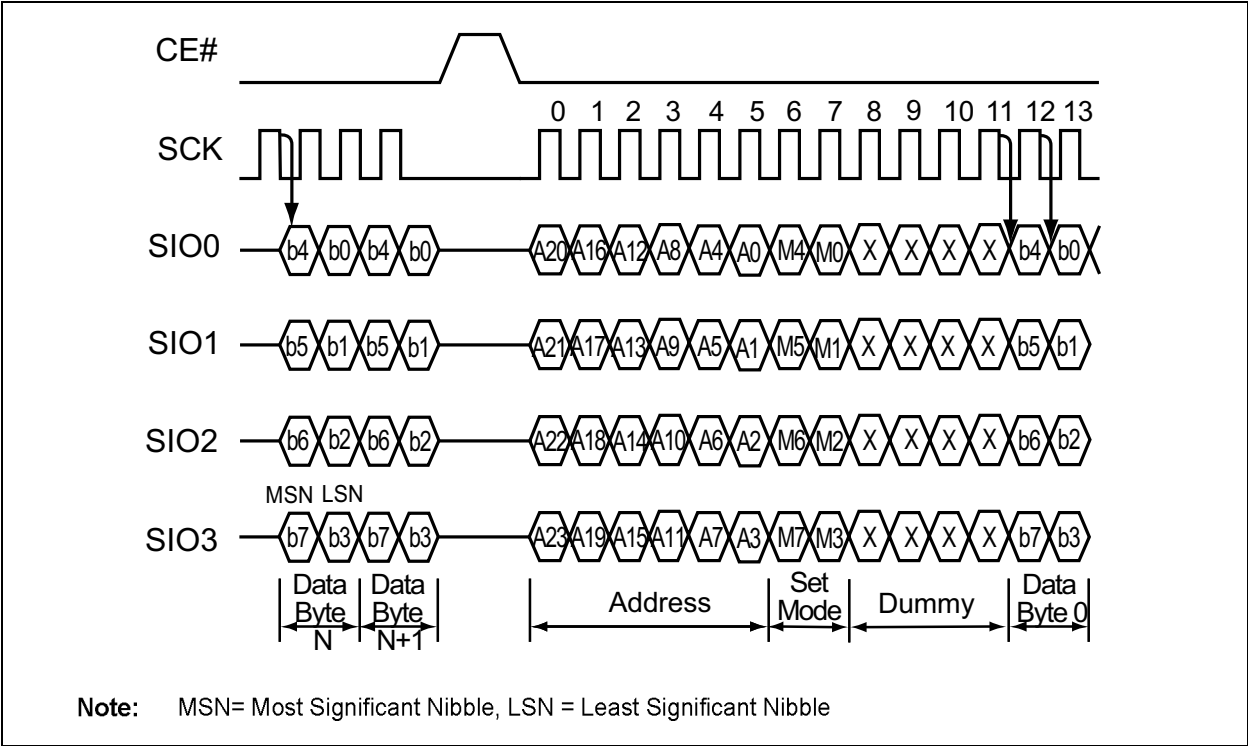 CE#
0 1 2 3 4 5 6 7 8 9 10 11 12 13
SCK
SIO0 b4 b0 b4 b0 A20 A16 A12 A8 A4 A0 M4 M0 X X X X b4 b0
SIO1 b5 b1 b5 b1 A21 A17 A13 A9 A5 A1 M5 M1 X X X X b5 b1
SIO2 b6 b2 b6 b2 A22 A18 A14 A10 A6 A2 M6 M2 X X X X b6 b2
MSN LSN
SIO3 b7 b3 b7 b3 A23 A19 A15 A11 A7 A3 M7 M3 X X X X b7 b3
Data Byte N
Data Byte N+1
Address
Set Mode
Dummy
Data Byte 0
Note: MSN= Most Significant Nibble, LSN = Least Significant Nibble